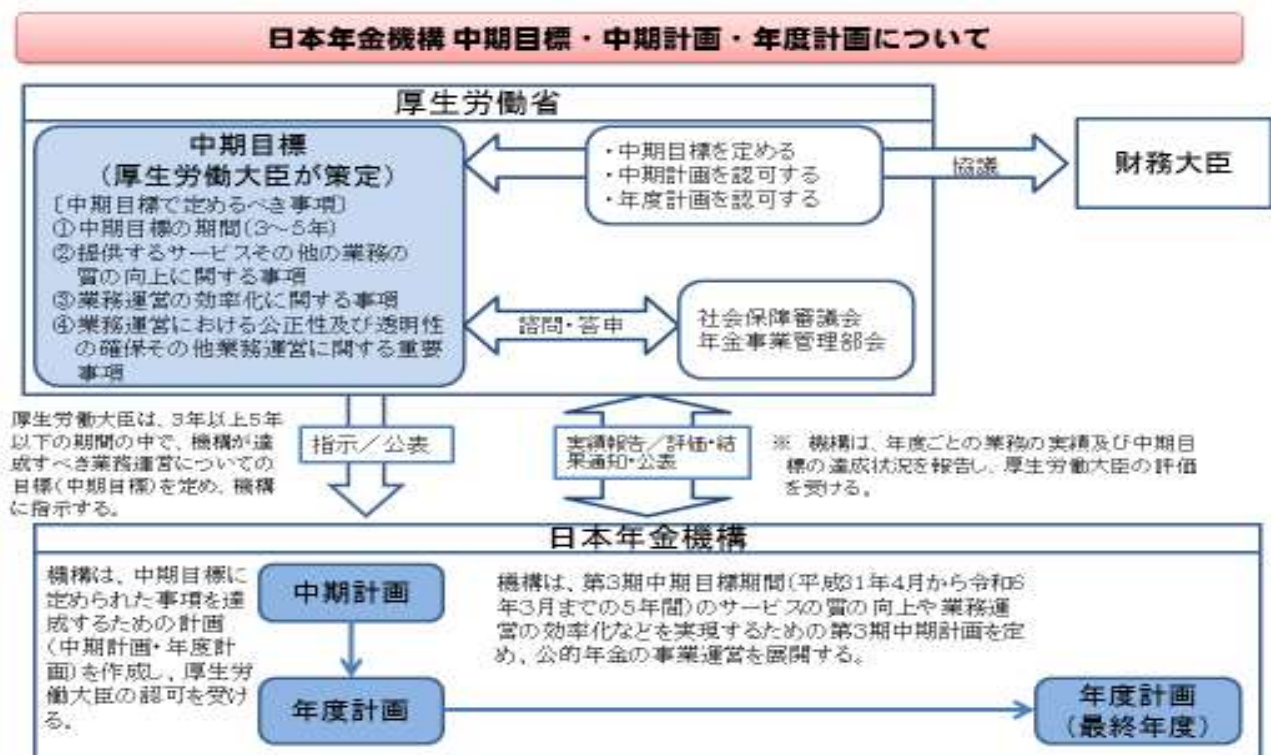 日本年金機構 中期目標・中期計画・年度計画について
厚生労働省
中期目標
(厚生労働大臣が策定)
〔中期目標で定めるべき事項〕
①中期目標の期間(3～5年)
②提供するサービスその他の業務の
質の向上に関する事項
③業務運営の効率化に関する事項
④業務運営における公正性及び透明性
の確保その他業務運営に関する重要
事項
・中期目標を定める
・中期計画を認可する
・年度計画を認可する
協議
財務大臣
諮問・答申
社会保障審議会
年金事業管理部会
厚生労働大臣は、3年以上5年
以下の期間の中で、機構が達
成すべき業務運営についての
目標(中期目標)を定め、機構
に指示する。
指示／公表
実績報告／評価・結
果通知・公表
※ 機構は、年度ごとの業務の実績及び中期目
標の達成状況を報告し、厚生労働大臣の評価
を受ける。
日本年金機構
機構は、中期目標に
定められた事項を達
成するための計画
(中期計画・年度計
画)を作成し、厚生労
働大臣の認可を受け
る。
中期計画
年度計画
機構は、第3期中期目標期間(平成31年4月から令和6
年3月までの5年間)のサービスの質の向上や業務運
営の効率化などを実現するための第3期中期計画を定
め、公的年金の事業運営を展開する。
年度計画
(最終年度)